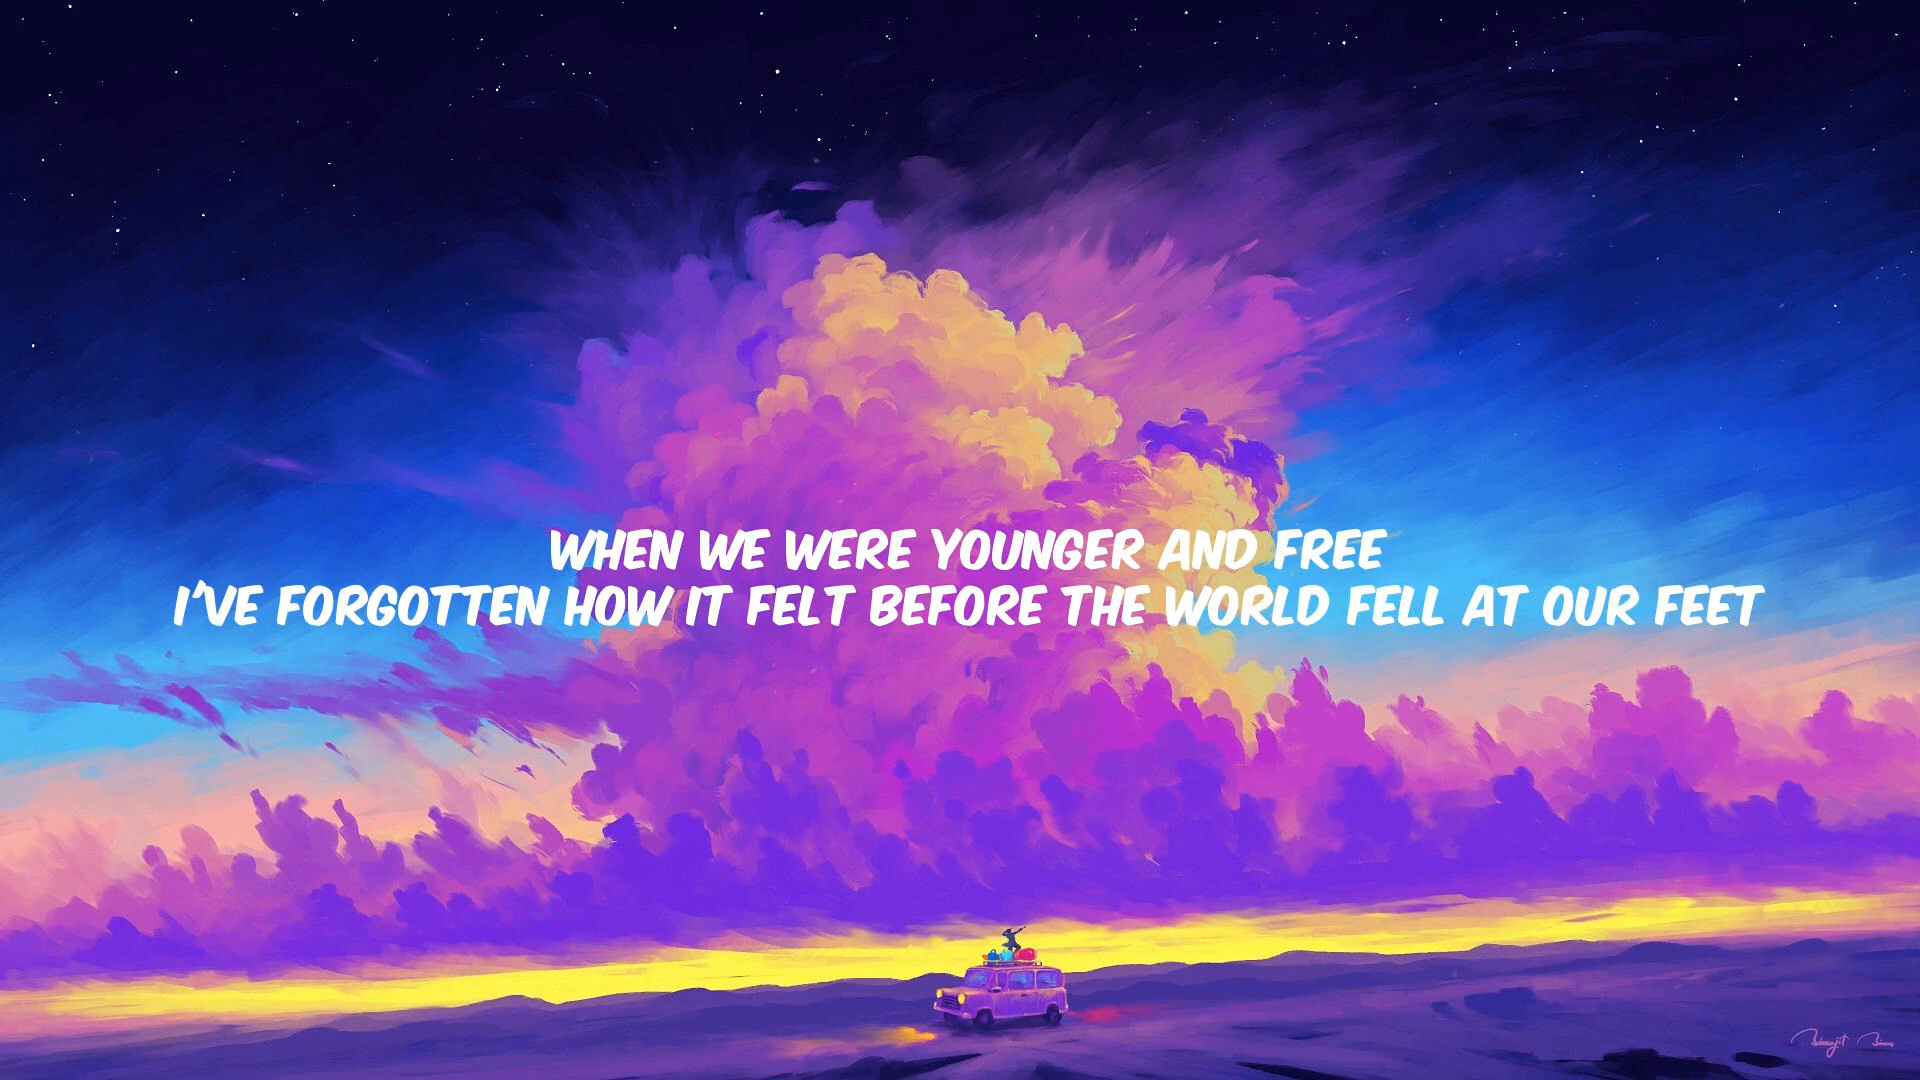 WHEN WE WERE YOUNGER AND FREE
I'VE FORGOTTEN HOW IT FELT BEFORE THE WORLD FELL AT OUR FEET